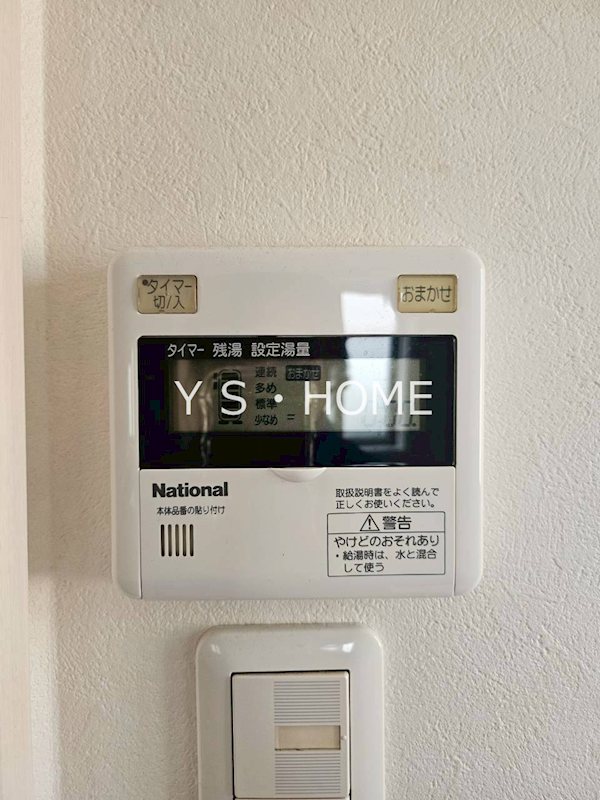 タイマー
切/入
おまかせ
タイマー 残湯 設定湯量
連続 おまかせ
多め
標準
少なめ
YS・HOME
National
本体品番の貼り付け
取扱説明書をよく読んで
正しくお使いください。
⚠警告
やけどのおそれあり
・給湯時は、水と混合
して使う